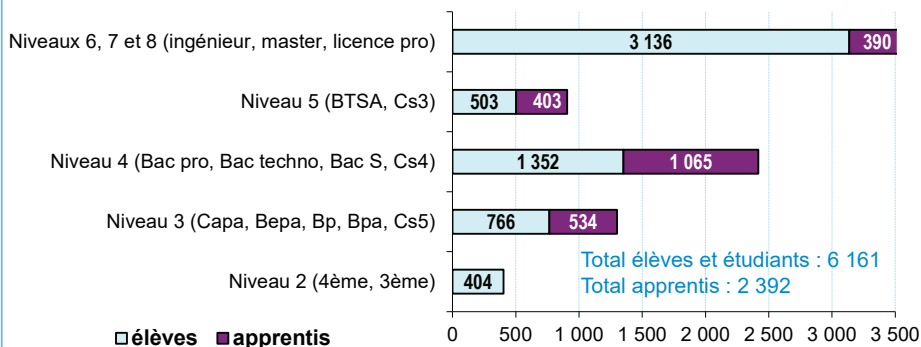 Niveaux 6, 7 et 8 (ingénieur, master, licence pro) 3 136 390
Niveau 5 (BTSA, Cs3) 503 403
Niveau 4 (Bac pro, Bac techno, Bac S, Cs4) 1 352 1 065
Niveau 3 (Capa, Bepa, Bp, Bpa, Cs5) 766 534
Total élèves et étudiants : 6 161
Niveau 2 (4ème, 3ème) 404 Total apprentis : 2 392
élèves apprentis 0 500 1 000 1 500 2 000 2 500 3 000 3 500